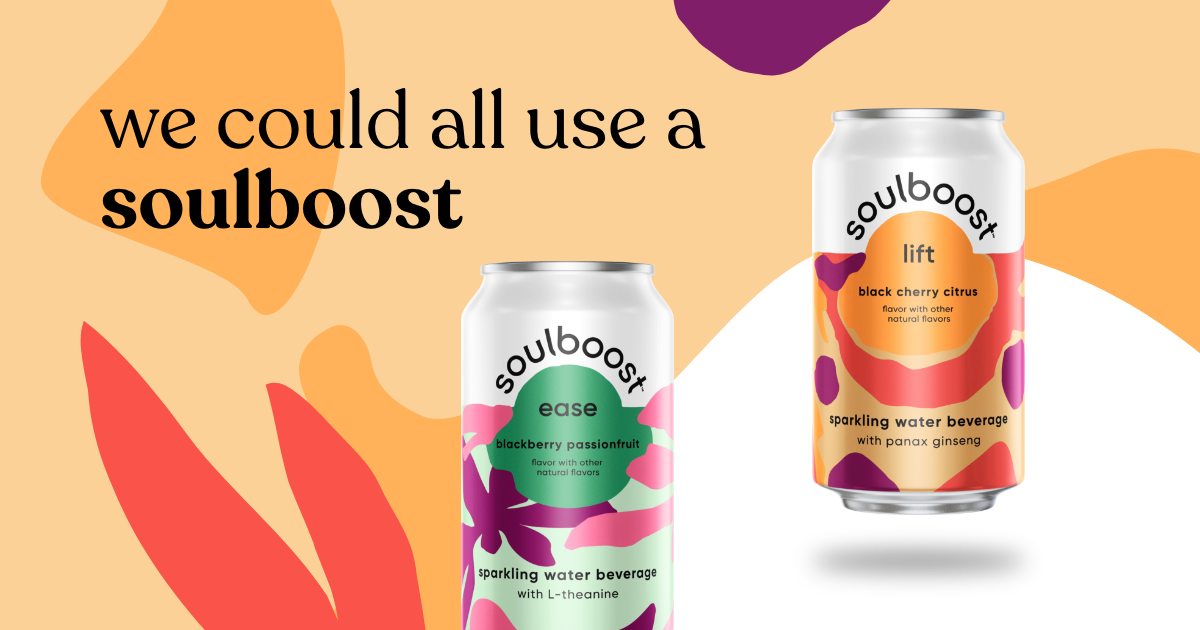 we could all use a
soulboost
soulboost
ease
blackberry passionfruit
flavor with other
natural flavors
sparkling water beverage
with L-theanine
soulboost
lift
black cherry citrus
flavor with other
natural flavors
sparkling water beverage
with panax ginseng